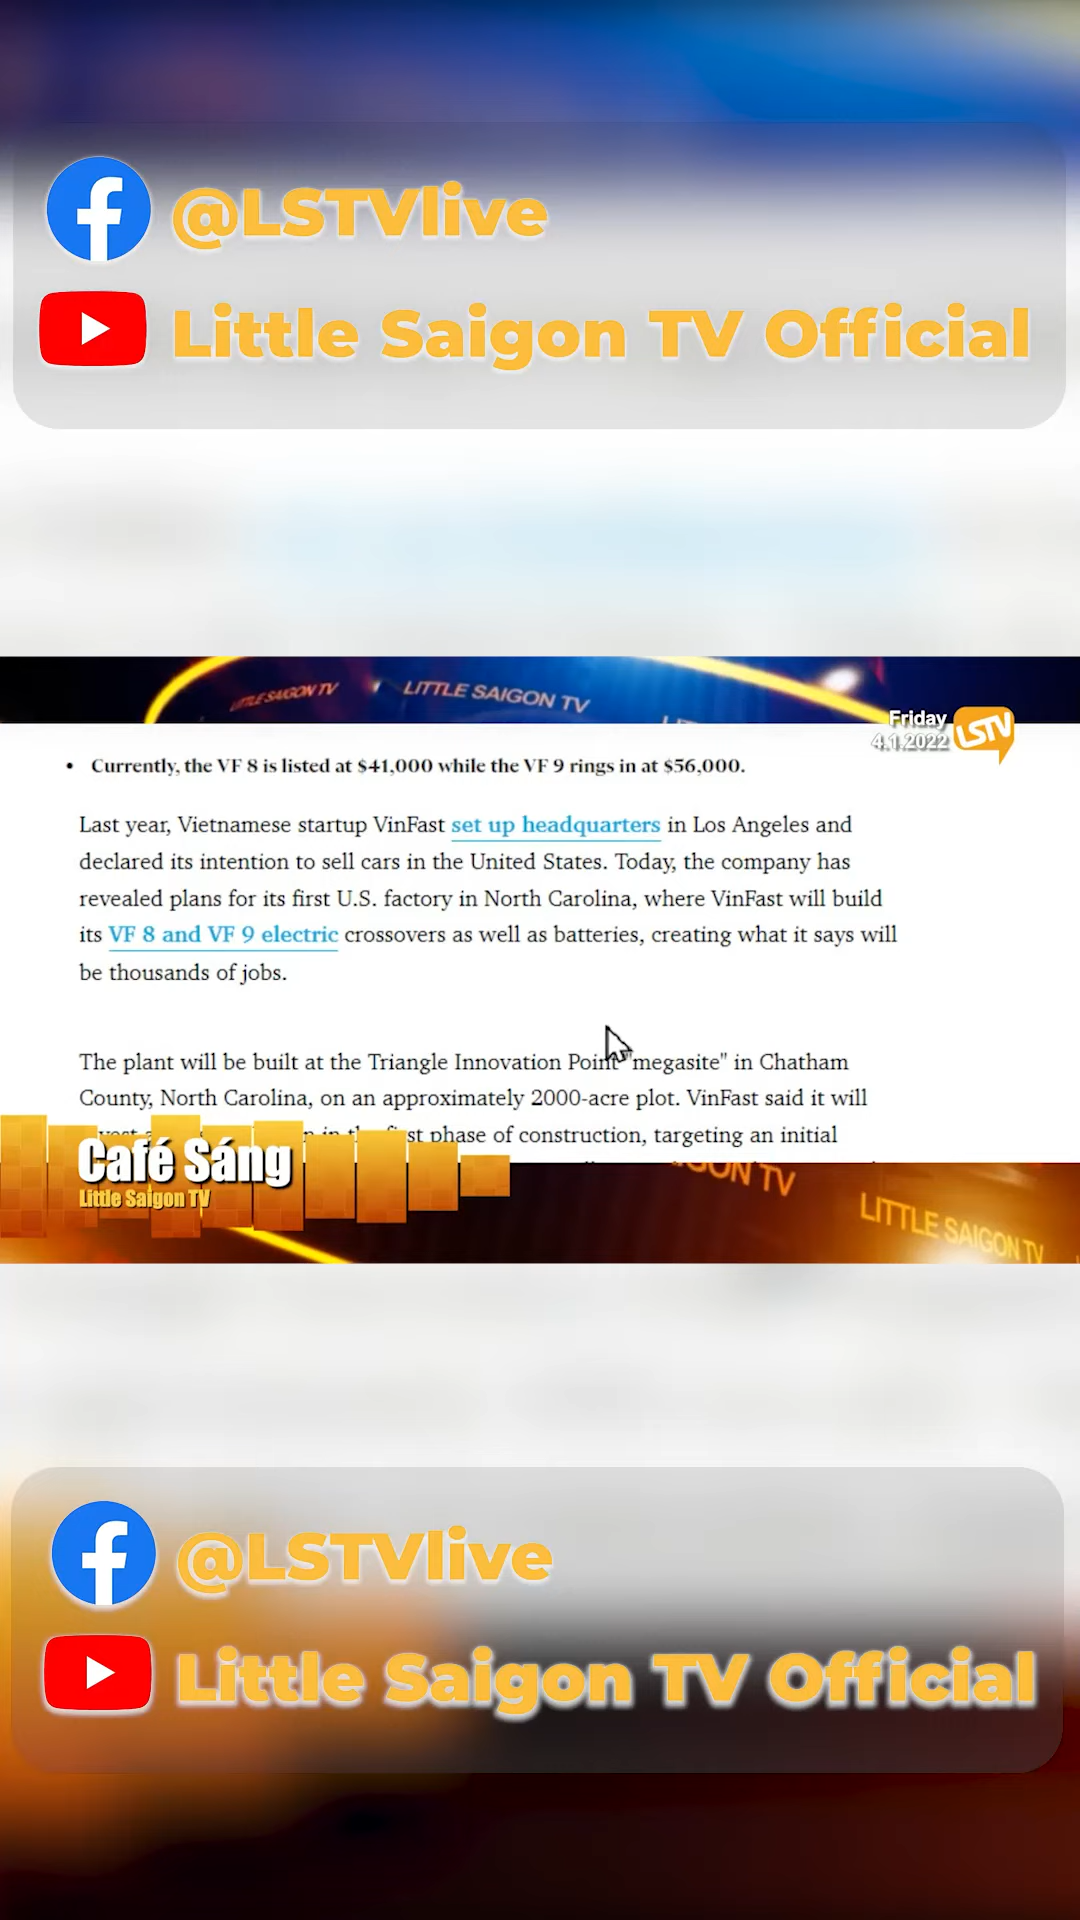 @LSTVlive
Little Saigon TV Official
LITTLE SAIGON TV
LITTLE SAIGON TV
Friday
4.1.2022
LSTV
• Currently, the VF 8 is listed at $41,000 while the VF 9 rings in at $56,000.
Last year, Vietnamese startup VinFast set up headquarters in Los Angeles and
declared its intention to sell cars in the United States. Today, the company has
revealed plans for its first U.S. factory in North Carolina, where VinFast will build
its VF 8 and VF 9 electric crossovers as well as batteries, creating what it says will
be thousands of jobs.
The plant will be built at the Triangle Innovation Point "megasite" in Chatham
County, North Carolina, on an approximately 2000-acre plot. VinFast said it will
phase of construction, targeting an initial
Café Sáng
Little Saigon TV
TV
LITTLE SAIGON TV
@LSTVlive
Little Saigon TV Official